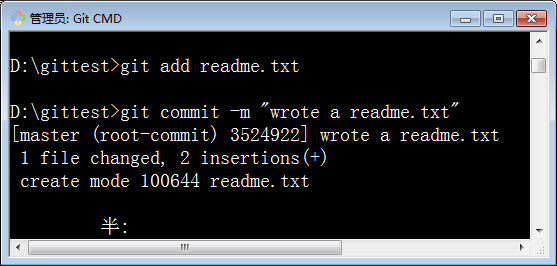 管理员: Git CMD
D:\gittest>git add readme.txt
D:\gittest>git commit -m "wrote a readme.txt"
[master (root-commit) 3524922] wrote a readme.txt
1 file changed, 2 insertions(+)
create mode 100644 readme.txt
半: